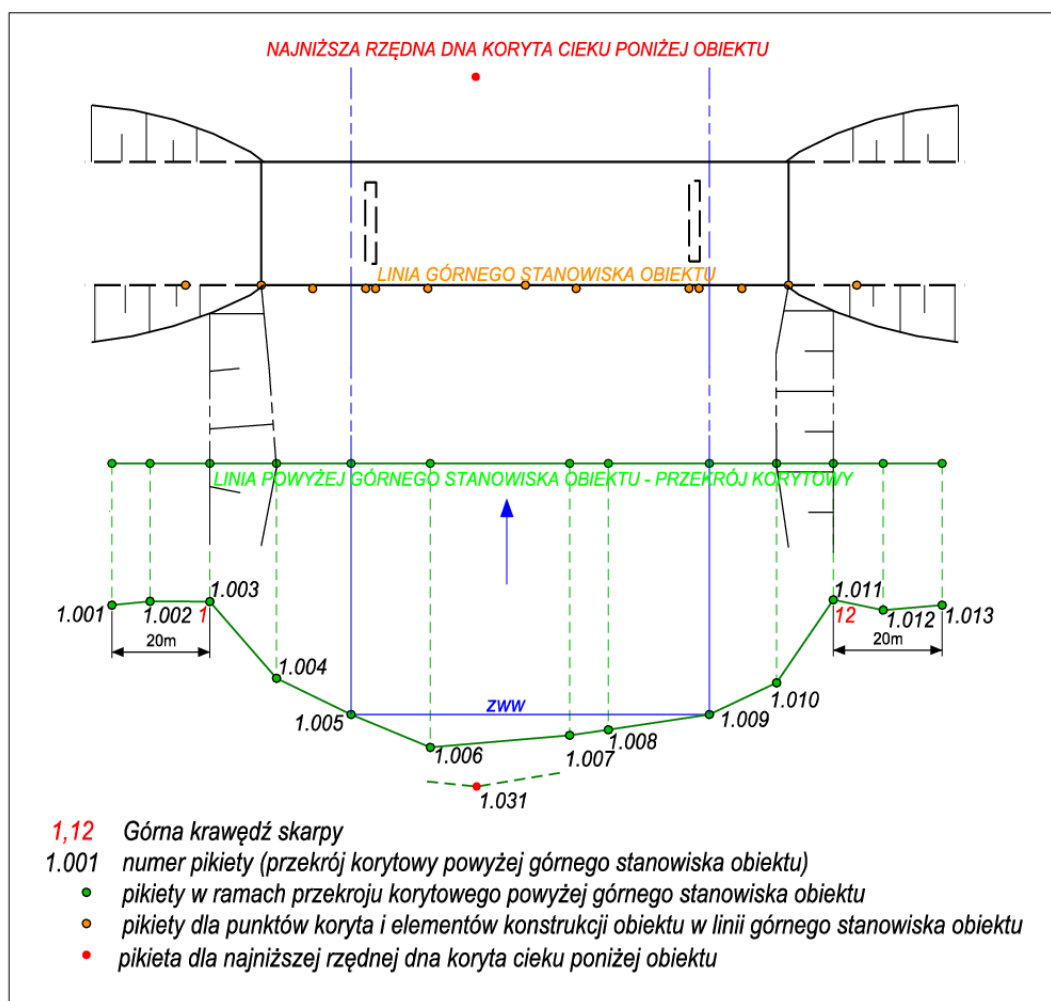 NAJNIŻSZA RZĘDNA DNA KORYTA CIEKU PONIŻEJ OBIEKTU
LINIA GÓRNEGO STANOWISKA OBIEKTU
LINIA POWYŻEJ GÓRNEGO STANOWISKA OBIEKTU - PRZEKRÓJ KORYTOWY
1.001
1.002
1
1.003
20m
1.004
1.005
ZWW
1.006
1.007
1.008
1.009
1.010
1.011
12
1.012
1.013
20m
1.031
1,12 Górna krawędź skarpy
1.001 numer pikiety (przekrój korytowy powyżej górnego stanowiska obiektu)
pikiety w ramach przekroju korytowego powyżej górnego stanowiska obiektu
pikiety dla punktów koryta i elementów konstrukcji obiektu w linii górnego stanowiska obiektu
pikieta dla najniższej rzędnej dna koryta cieku poniżej obiektu